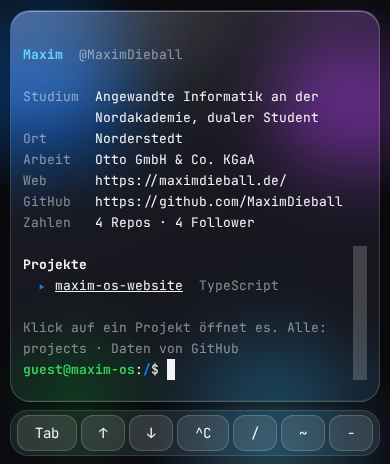 Maxim @MaximDieball
Studium Angewandte Informatik an der
Nordakademie, dualer Student
Ort Norderstedt
Arbeit Otto GmbH & Co. KGaA
Web https://maximdieball.de/
GitHub https://github.com/MaximDieball
Zahlen 4 Repos · 4 Follower
Projekte
▸ maxim-os-website TypeScript
Klick auf ein Projekt öffnet es. Alle:
projects · Daten von GitHub
guest@maxim-os:/$
Tab ↑ ↓ ^C / ~ -